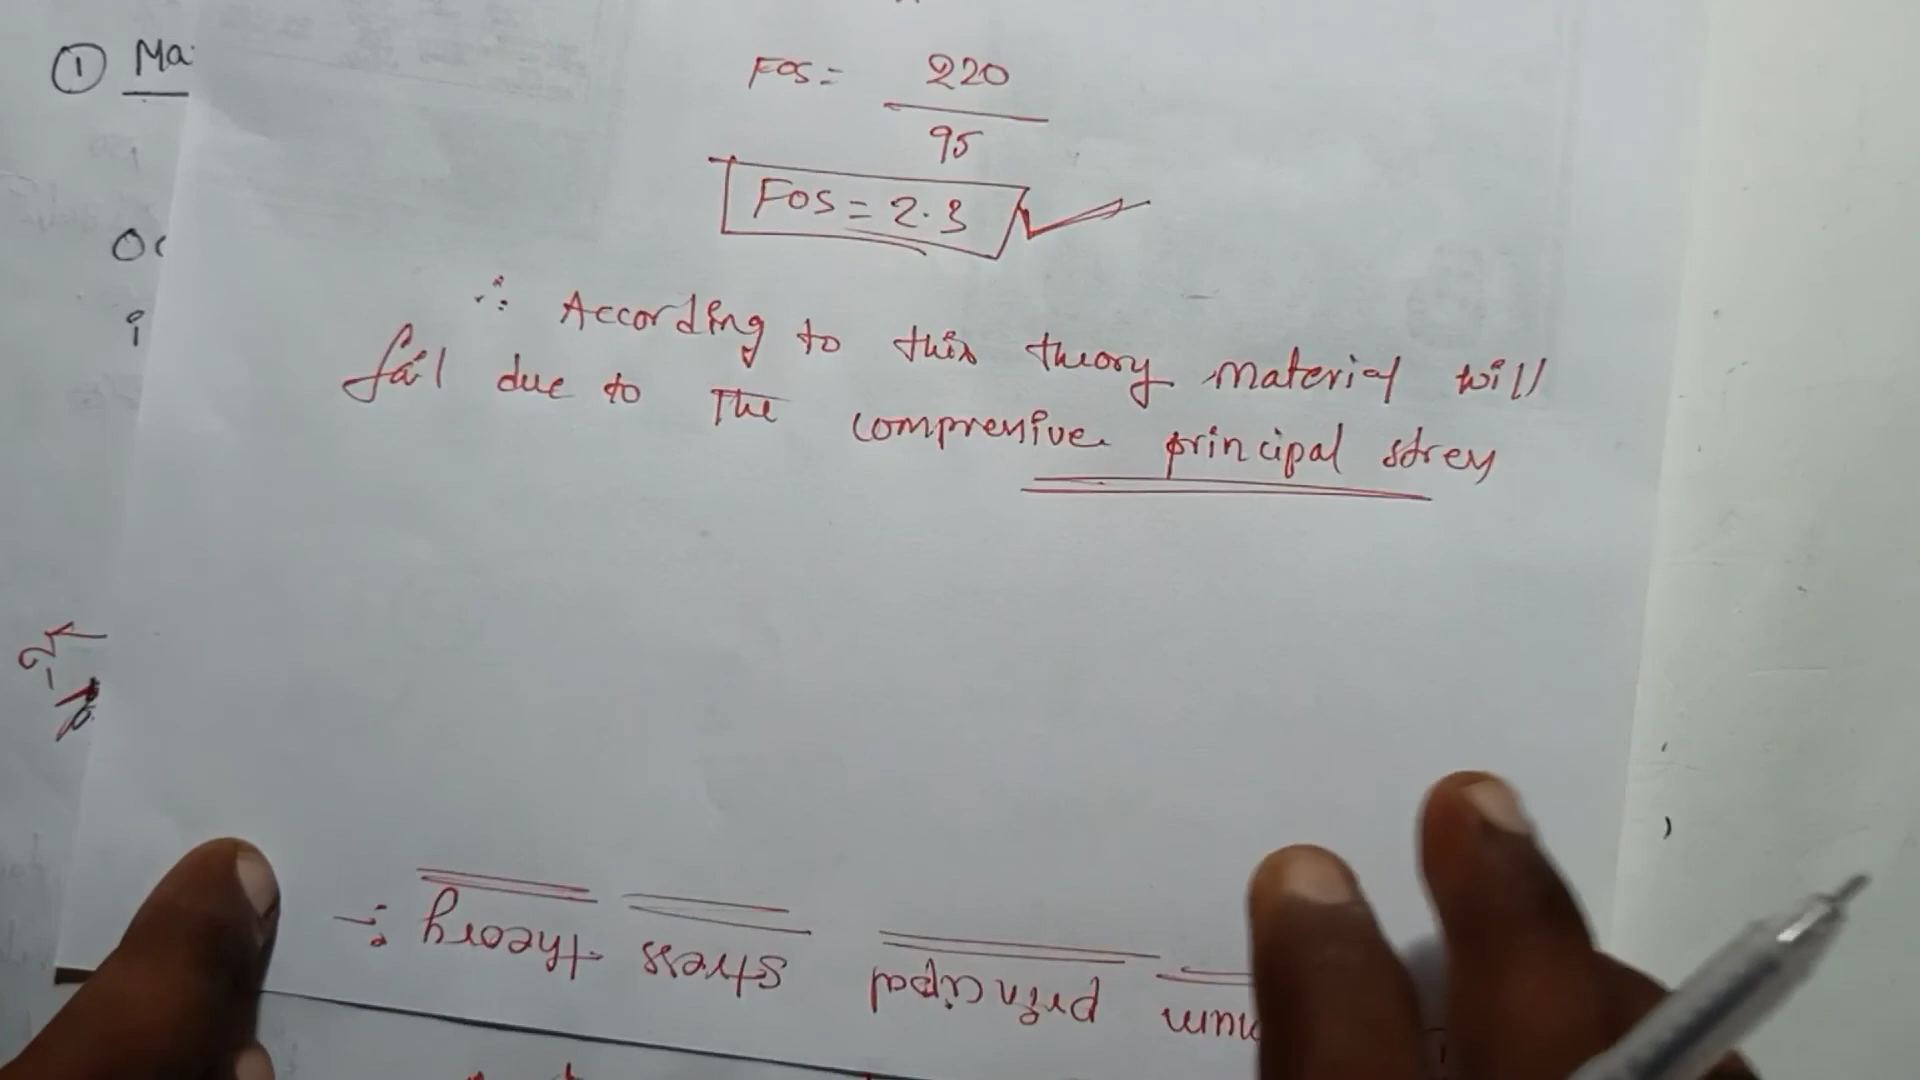 ① Ma
FOS = 220
95
FOS = 2.3
∴ According to this theory material will
fail due to The compressive principal stress
principal stress theory :-